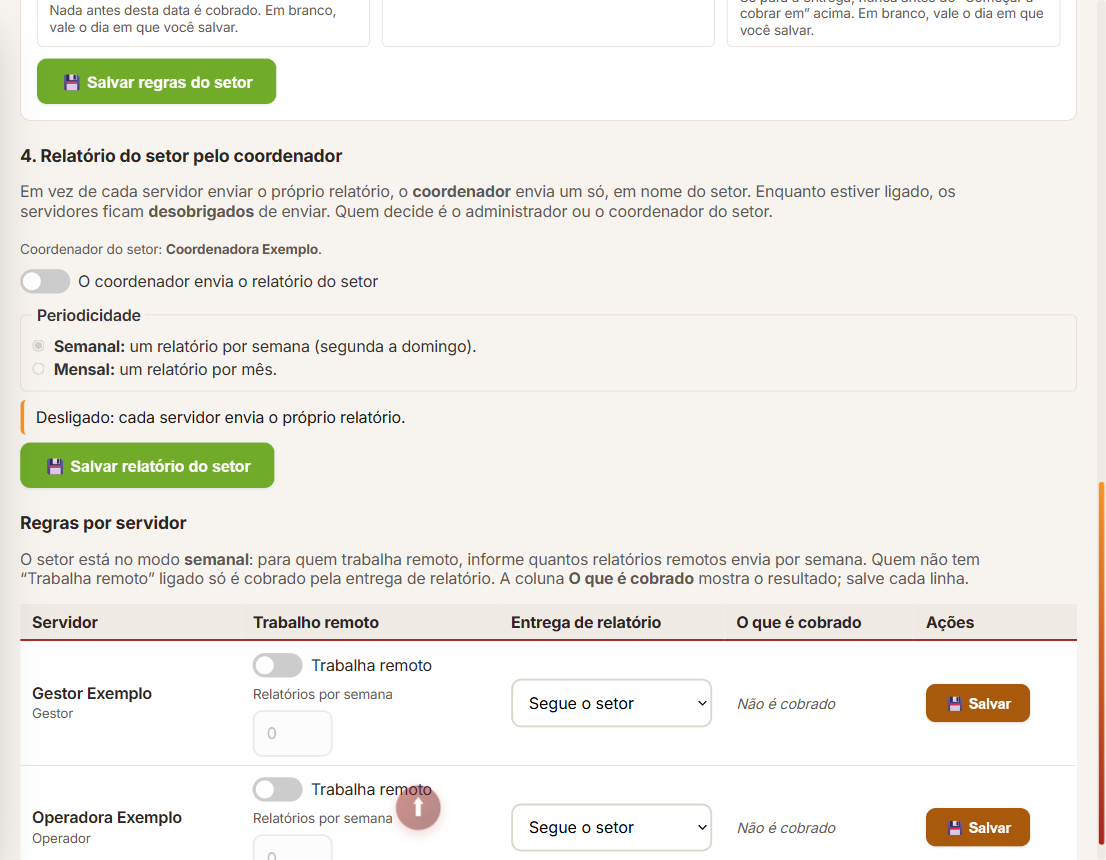 Nada antes desta data é cobrado. Em branco,
vale o dia em que você salvar.
cobrar em” acima. Em branco, vale o dia em que
você salvar.
💾 Salvar regras do setor
4. Relatório do setor pelo coordenador
Em vez de cada servidor enviar o próprio relatório, o coordenador envia um só, em nome do setor. Enquanto estiver ligado, os
servidores ficam desobrigados de enviar. Quem decide é o administrador ou o coordenador do setor.
Coordenador do setor: Coordenadora Exemplo.
O coordenador envia o relatório do setor
Periodicidade
Semanal: um relatório por semana (segunda a domingo).
Mensal: um relatório por mês.
Desligado: cada servidor envia o próprio relatório.
💾 Salvar relatório do setor
Regras por servidor
O setor está no modo semanal: para quem trabalha remoto, informe quantos relatórios remotos envia por semana. Quem não tem
“Trabalha remoto” ligado só é cobrado pela entrega de relatório. A coluna O que é cobrado mostra o resultado; salve cada linha.
Servidor Trabalho remoto Entrega de relatório O que é cobrado Ações
Trabalha remoto
Gestor Exemplo
Gestor
Relatórios por semana
0
Segue o setor
Não é cobrado
💾 Salvar
Trabalha remoto
Operadora Exemplo
Operador
Relatórios por semana
0
Segue o setor
Não é cobrado
💾 Salvar